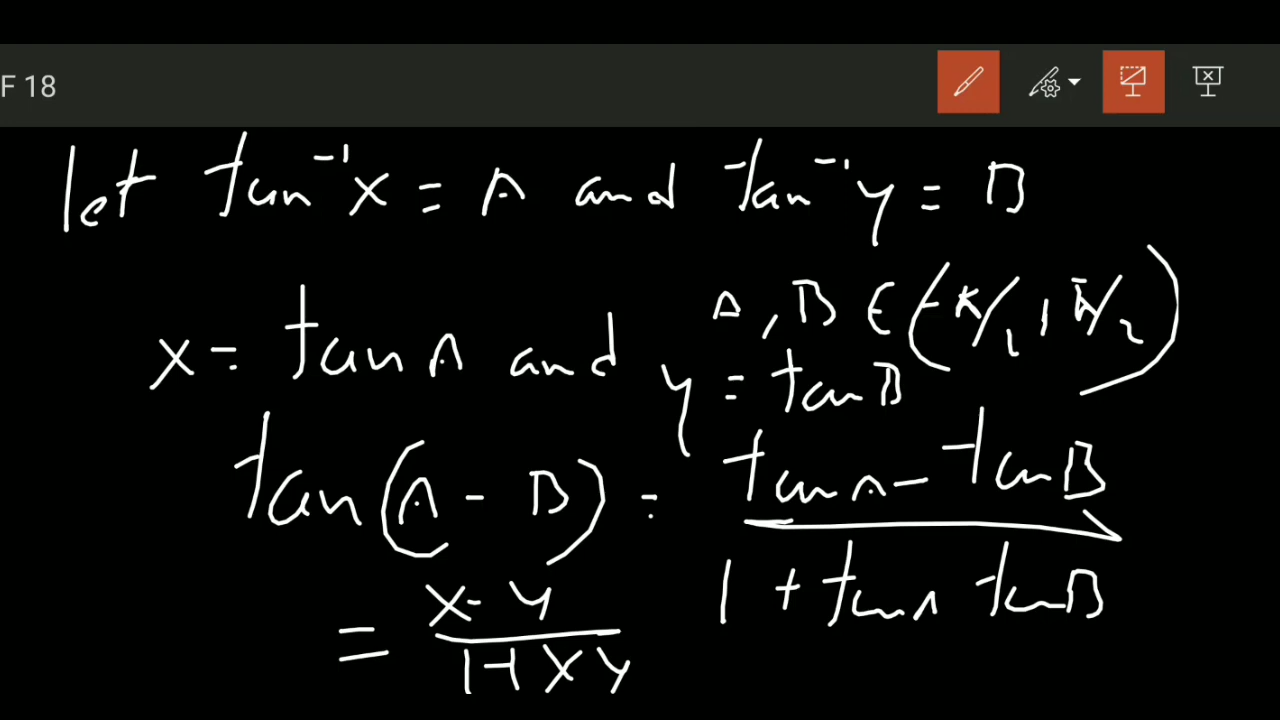 F 18
let tan⁻¹x = A and tan⁻¹y = B
A, B ∈ (-π/2, π/2)
x = tan A and y = tan B
tan(A - B) = (tan A - tan B) / (1 + tan A tan B)
= (x - y) / (1 + xy)